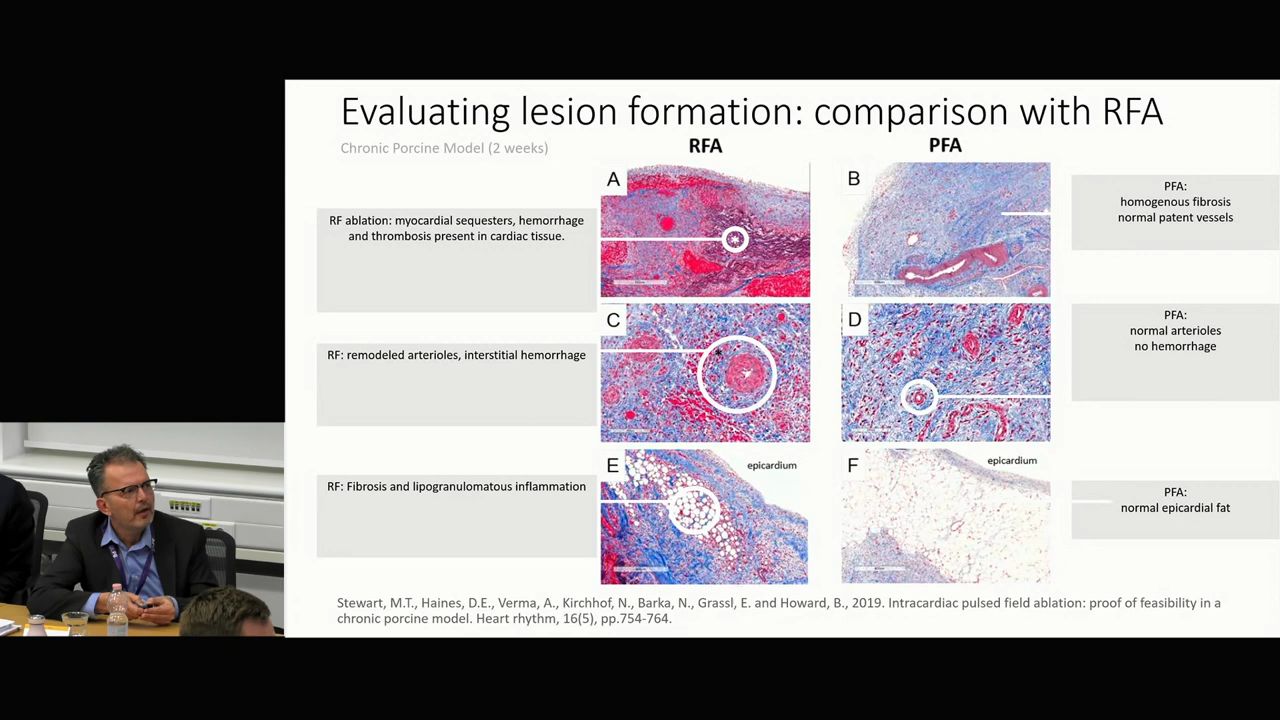 Evaluating lesion formation: comparison with RFA
Chronic Porcine Model (2 weeks)
RFA
PFA
RF ablation: myocardial sequesters, hemorrhage
and thrombosis present in cardiac tissue.
A
B
PFA:
homogenous fibrosis
normal patent vessels
RF: remodeled arterioles, interstitial hemorrhage
C
*
D
PFA:
normal arterioles
no hemorrhage
RF: Fibrosis and lipogranulomatous inflammation
E
epicardium
F
epicardium
PFA:
normal epicardial fat
Stewart, M.T., Haines, D.E., Verma, A., Kirchhof, N., Barka, N., Grassl, E. and Howard, B., 2019. Intracardiac pulsed field ablation: proof of feasibility in a
chronic porcine model. Heart rhythm, 16(5), pp.754-764.